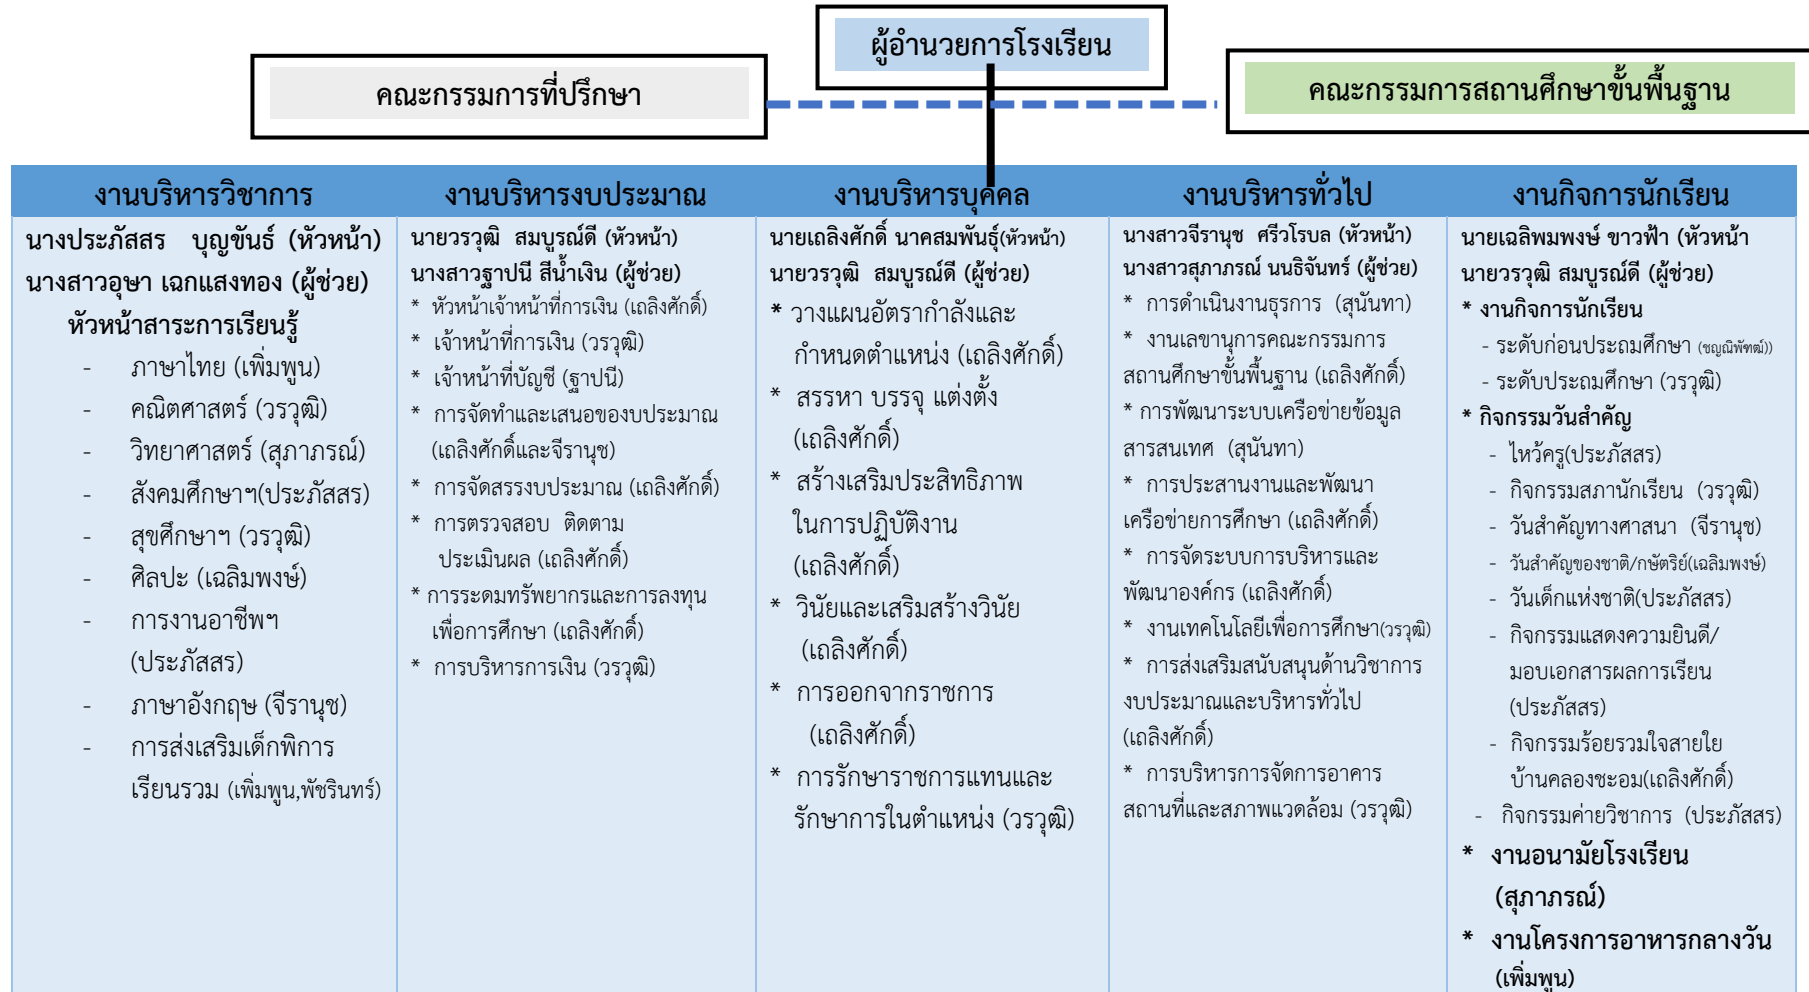 ผู้อำนวยการโรงเรียน
คณะกรรมการที่ปรึกษา
คณะกรรมการสถานศึกษาขั้นพื้นฐาน
งานบริหารวิชาการ
นางประภัสสร บุญขันธ์ (หัวหน้า)
นางสาวอุษา เฉกแสงทอง (ผู้ช่วย)
หัวหน้าสาระการเรียนรู้
- ภาษาไทย (เพิ่มพูน)
- คณิตศาสตร์ (วรวุฒิ)
- วิทยาศาสตร์ (สุภาภรณ์)
- สังคมศึกษาฯ(ประภัสสร)
- สุขศึกษาฯ (วรวุฒิ)
- ศิลปะ (เฉลิมพงษ์)
- การงานอาชีพฯ
(ประภัสสร)
- ภาษาอังกฤษ (จีรานุช)
- การส่งเสริมเด็กพิการ
เรียนรวม (เพิ่มพูน,พัชรินทร์)
งานบริหารงบประมาณ
นายวรวุฒิ สมบูรณ์ดี (หัวหน้า)
นางสาวฐาปนี สีน้ำเงิน (ผู้ช่วย)
* หัวหน้าเจ้าหน้าที่การเงิน (เถลิงศักดิ์)
* เจ้าหน้าที่การเงิน (วรวุฒิ)
* เจ้าหน้าที่บัญชี (ฐาปนี)
* การจัดทำและเสนอของบประมาณ
(เถลิงศักดิ์และจีรานุช)
* การจัดสรรงบประมาณ (เถลิงศักดิ์)
* การตรวจสอบ ติดตาม
ประเมินผล (เถลิงศักดิ์)
* การระดมทรัพยากรและการลงทุน
เพื่อการศึกษา (เถลิงศักดิ์)
* การบริหารการเงิน (วรวุฒิ)
งานบริหารบุคคล
นายเถลิงศักดิ์ นาคสมพันธุ์(หัวหน้า)
นายวรวุฒิ สมบูรณ์ดี (ผู้ช่วย)
* วางแผนอัตรากำลังและ
กำหนดตำแหน่ง (เถลิงศักดิ์)
* สรรหา บรรจุ แต่งตั้ง
(เถลิงศักดิ์)
* สร้างเสริมประสิทธิภาพ
ในการปฏิบัติงาน
(เถลิงศักดิ์)
* วินัยและเสริมสร้างวินัย
(เถลิงศักดิ์)
* การออกจากราชการ
(เถลิงศักดิ์)
* การรักษาราชการแทนและ
รักษาการในตำแหน่ง (วรวุฒิ)
งานบริหารทั่วไป
นางสาวจีรานุช ศรีวโรบล (หัวหน้า)
นางสาวสุภาภรณ์ นนธิจันทร์ (ผู้ช่วย)
* การดำเนินงานธุรการ (สุนันทา)
* งานเลขานุการคณะกรรมการ
สถานศึกษาขั้นพื้นฐาน (เถลิงศักดิ์)
* การพัฒนาระบบเครือข่ายข้อมูล
สารสนเทศ (สุนันทา)
* การประสานงานและพัฒนา
เครือข่ายการศึกษา (เถลิงศักดิ์)
* การจัดระบบการบริหารและ
พัฒนาองค์กร (เถลิงศักดิ์)
* งานเทคโนโลยีเพื่อการศึกษา(วรวุฒิ)
* การส่งเสริมสนับสนุนด้านวิชาการ
งบประมาณและบริหารทั่วไป
(เถลิงศักดิ์)
* การบริหารการจัดการอาคาร
สถานที่และสภาพแวดล้อม (วรวุฒิ)
งานกิจการนักเรียน
นายเฉลิพมพงษ์ ขาวฟ้า (หัวหน้า
นายวรวุฒิ สมบูรณ์ดี (ผู้ช่วย)
* งานกิจการนักเรียน
- ระดับก่อนประถมศึกษา (ชญณิพัฑฒ์))
- ระดับประถมศึกษา (วรวุฒิ)
* กิจกรรมวันสำคัญ
- ไหว้ครู(ประภัสสร)
- กิจกรรมสภานักเรียน (วรวุฒิ)
- วันสำคัญทางศาสนา (จีรานุช)
- วันสำคัญของชาติ/กษัตริย์(เฉลิมพงษ์)
- วันเด็กแห่งชาติ(ประภัสสร)
- กิจกรรมแสดงความยินดี/
มอบเอกสารผลการเรียน
(ประภัสสร)
- กิจกรรมร้อยรวมใจสายใย
บ้านคลองชะอม(เถลิงศักดิ์)
- กิจกรรมค่ายวิชาการ (ประภัสสร)
* งานอนามัยโรงเรียน
(สุภาภรณ์)
* งานโครงการอาหารกลางวัน
(เพิ่มพูน)